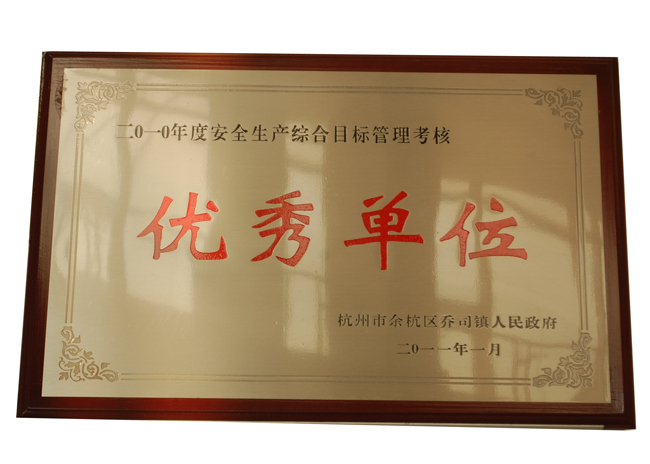 二0一0年度安全生产综合目标管理考核
优秀单位
杭州市余杭区乔司镇人民政府
二0一一年一月